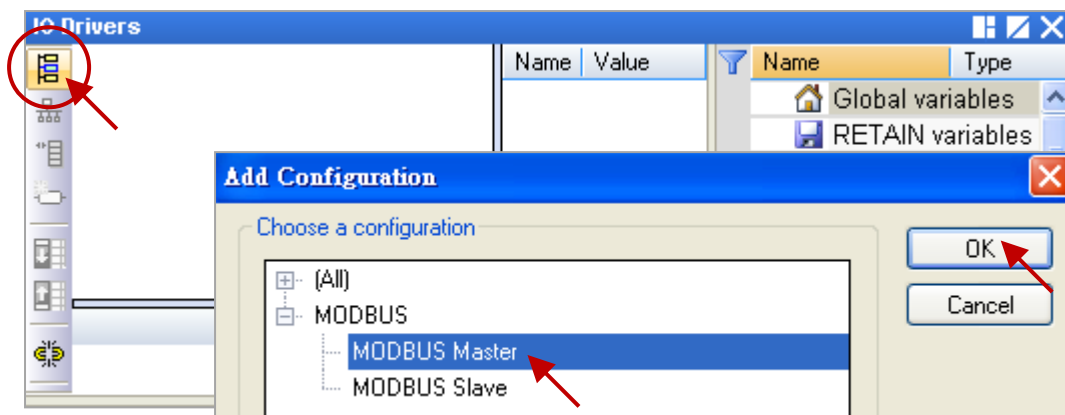 IO Drivers
Name Value Name Type
Global variables
RETAIN variables
Add Configuration
Choose a configuration
OK
(All)
Cancel
MODBUS
MODBUS Master
MODBUS Slave